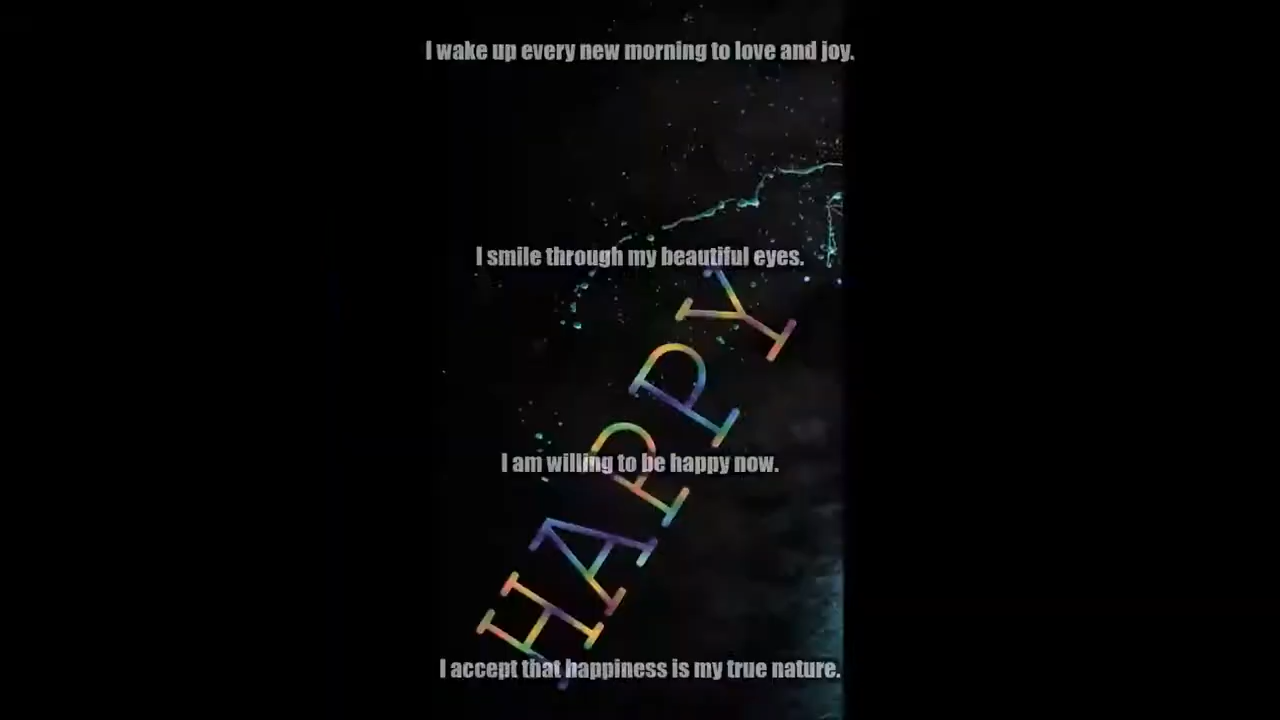 I wake up every new morning to love and joy.
I smile through my beautiful eyes.
HAPPY
I am willing to be happy now.
I accept that happiness is my true nature.